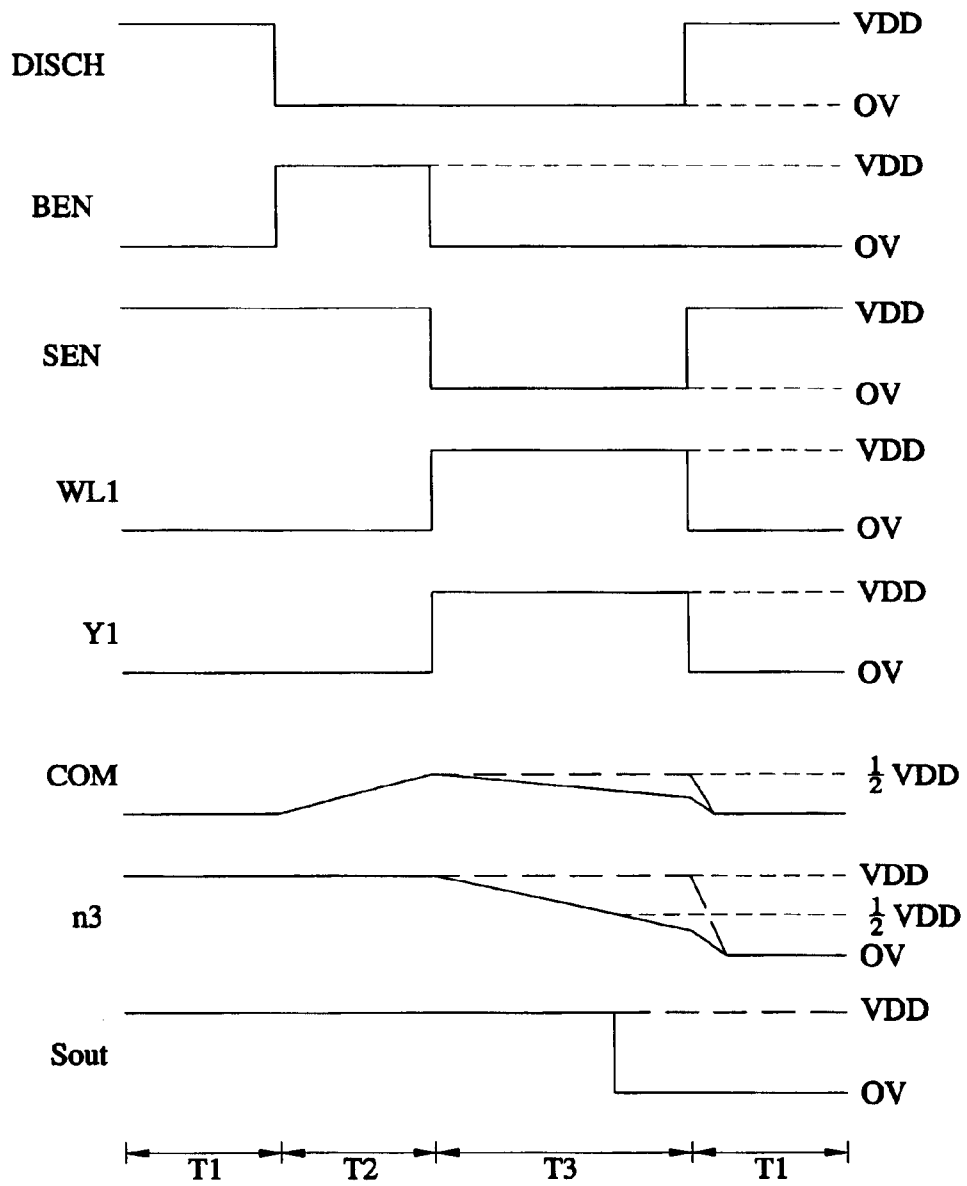 DISCH
VDD
OV
BEN
VDD
OV
SEN
VDD
OV
WL1
VDD
OV
Y1
VDD
OV
COM
1/2 VDD
n3
VDD
1/2 VDD
OV
Sout
VDD
OV
T1 T2 T3 T1